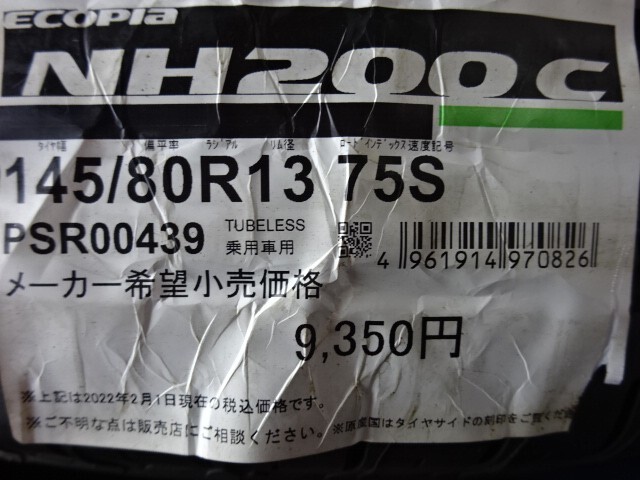 ECOPIA
NH200 C
タイヤ幅 偏平率 ラジアル リム径 ロードインデックス 速度記号
145/80R13 75S
PSR00439 TUBELESS
乗用車用
4 961914 970826
メーカー希望小売価格
9,350円
※上記は2022年2月1日現在の税込価格です。
※ご不明な点は販売店にご相談ください。※原産国はタイヤサイドの刻印をご覧くだ